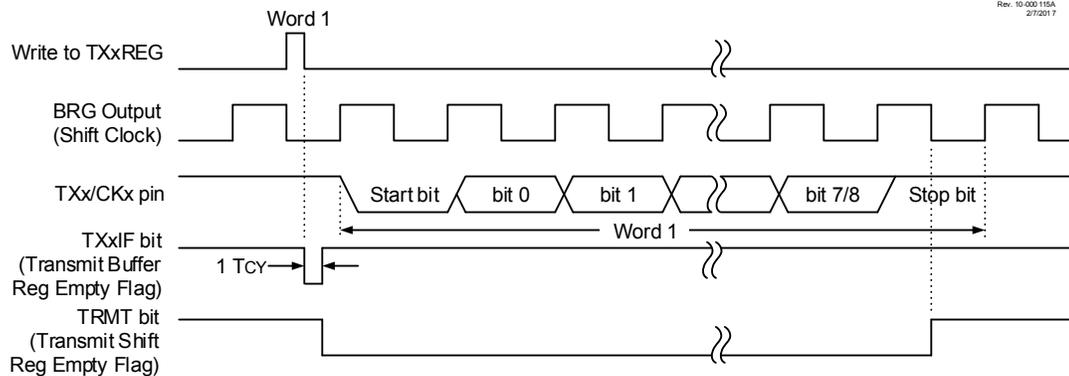 Rev. 10-000 115A
2/7/201 7
Word 1
Write to TXxREG
BRG Output
(Shift Clock)
TXx/CKx pin
Start bit
bit 0
bit 1
bit 7/8
Stop bit
Word 1
TXxIF bit
(Transmit Buffer
Reg Empty Flag)
1 TCY
TRMT bit
(Transmit Shift
Reg Empty Flag)